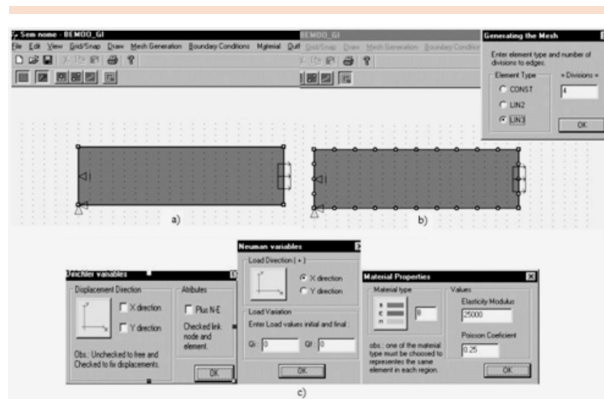 Sem nome - BEMOO_GI
File Edit View Grid/Snap Draw Mesh Generation Boundary Conditions Material
BEMOO_GI
Grid/Snap Draw Mesh Generation Boundary Conditions
Generating the Mesh
Enter element type and number of
divisions to edges.
Element Type
CONST
LIN2
LIN3
Divisions
4
OK
a)
b)
Dirichler variables
Displacement Direction
X direction
Y direction
Obs.: Unchecked to free and
Checked to fix displacements.
Atributes
Plus N-E
Checked link
node and
element.
OK
Neuman variables
Load Direction ( + )
X direction
Y direction
Load Variation
Enter Load values initial and final :
Qi : 0 Qf : 0
OK
Material Properties
Material type
0
obs.: one of the material
type must be choosed to
representes the same
element in each region.
Values
Elasticity Modulus
25000
Poisson Coeficient
0.25
OK
c)